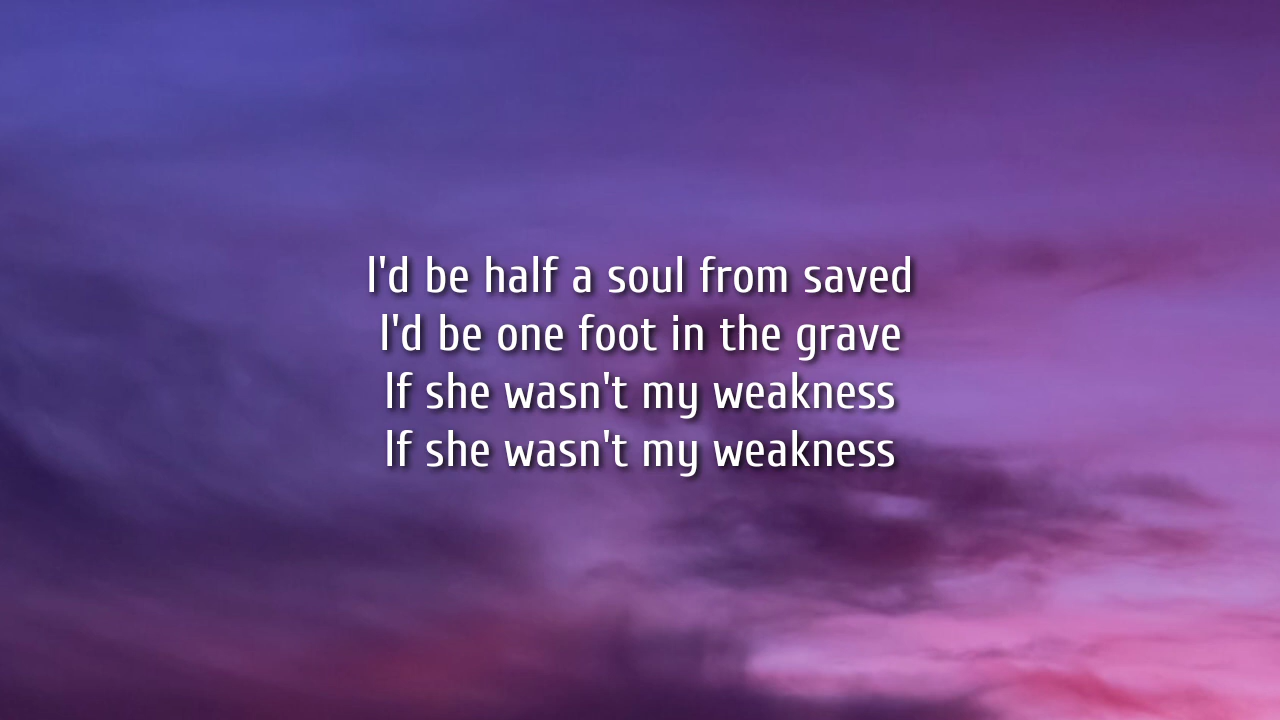 I'd be half a soul from saved
I'd be one foot in the grave
If she wasn't my weakness
If she wasn't my weakness